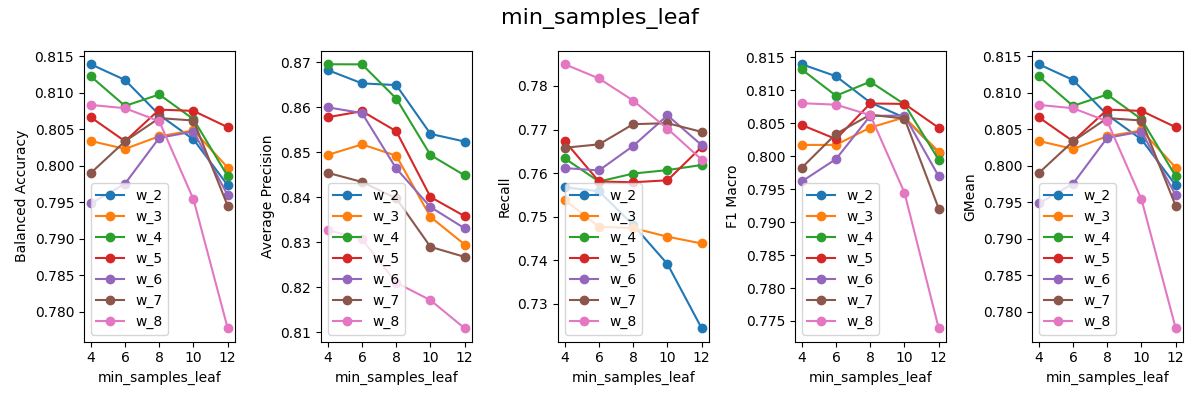 min_samples_leaf
Balanced Accuracy
0.815
0.810
0.805
0.800
0.795
0.790
0.785
0.780
w_2
w_3
w_4
w_5
w_6
w_7
w_8
4 6 8 10 12
min_samples_leaf
Average Precision
0.87
0.86
0.85
0.84
0.83
0.82
0.81
w_2
w_3
w_4
w_5
w_6
w_7
w_8
4 6 8 10 12
min_samples_leaf
Recall
0.78
0.77
0.76
0.75
0.74
0.73
w_2
w_3
w_4
w_5
w_6
w_7
w_8
4 6 8 10 12
min_samples_leaf
F1 Macro
0.815
0.810
0.805
0.800
0.795
0.790
0.785
0.780
0.775
w_2
w_3
w_4
w_5
w_6
w_7
w_8
4 6 8 10 12
min_samples_leaf
GMean
0.815
0.810
0.805
0.800
0.795
0.790
0.785
0.780
w_2
w_3
w_4
w_5
w_6
w_7
w_8
4 6 8 10 12
min_samples_leaf